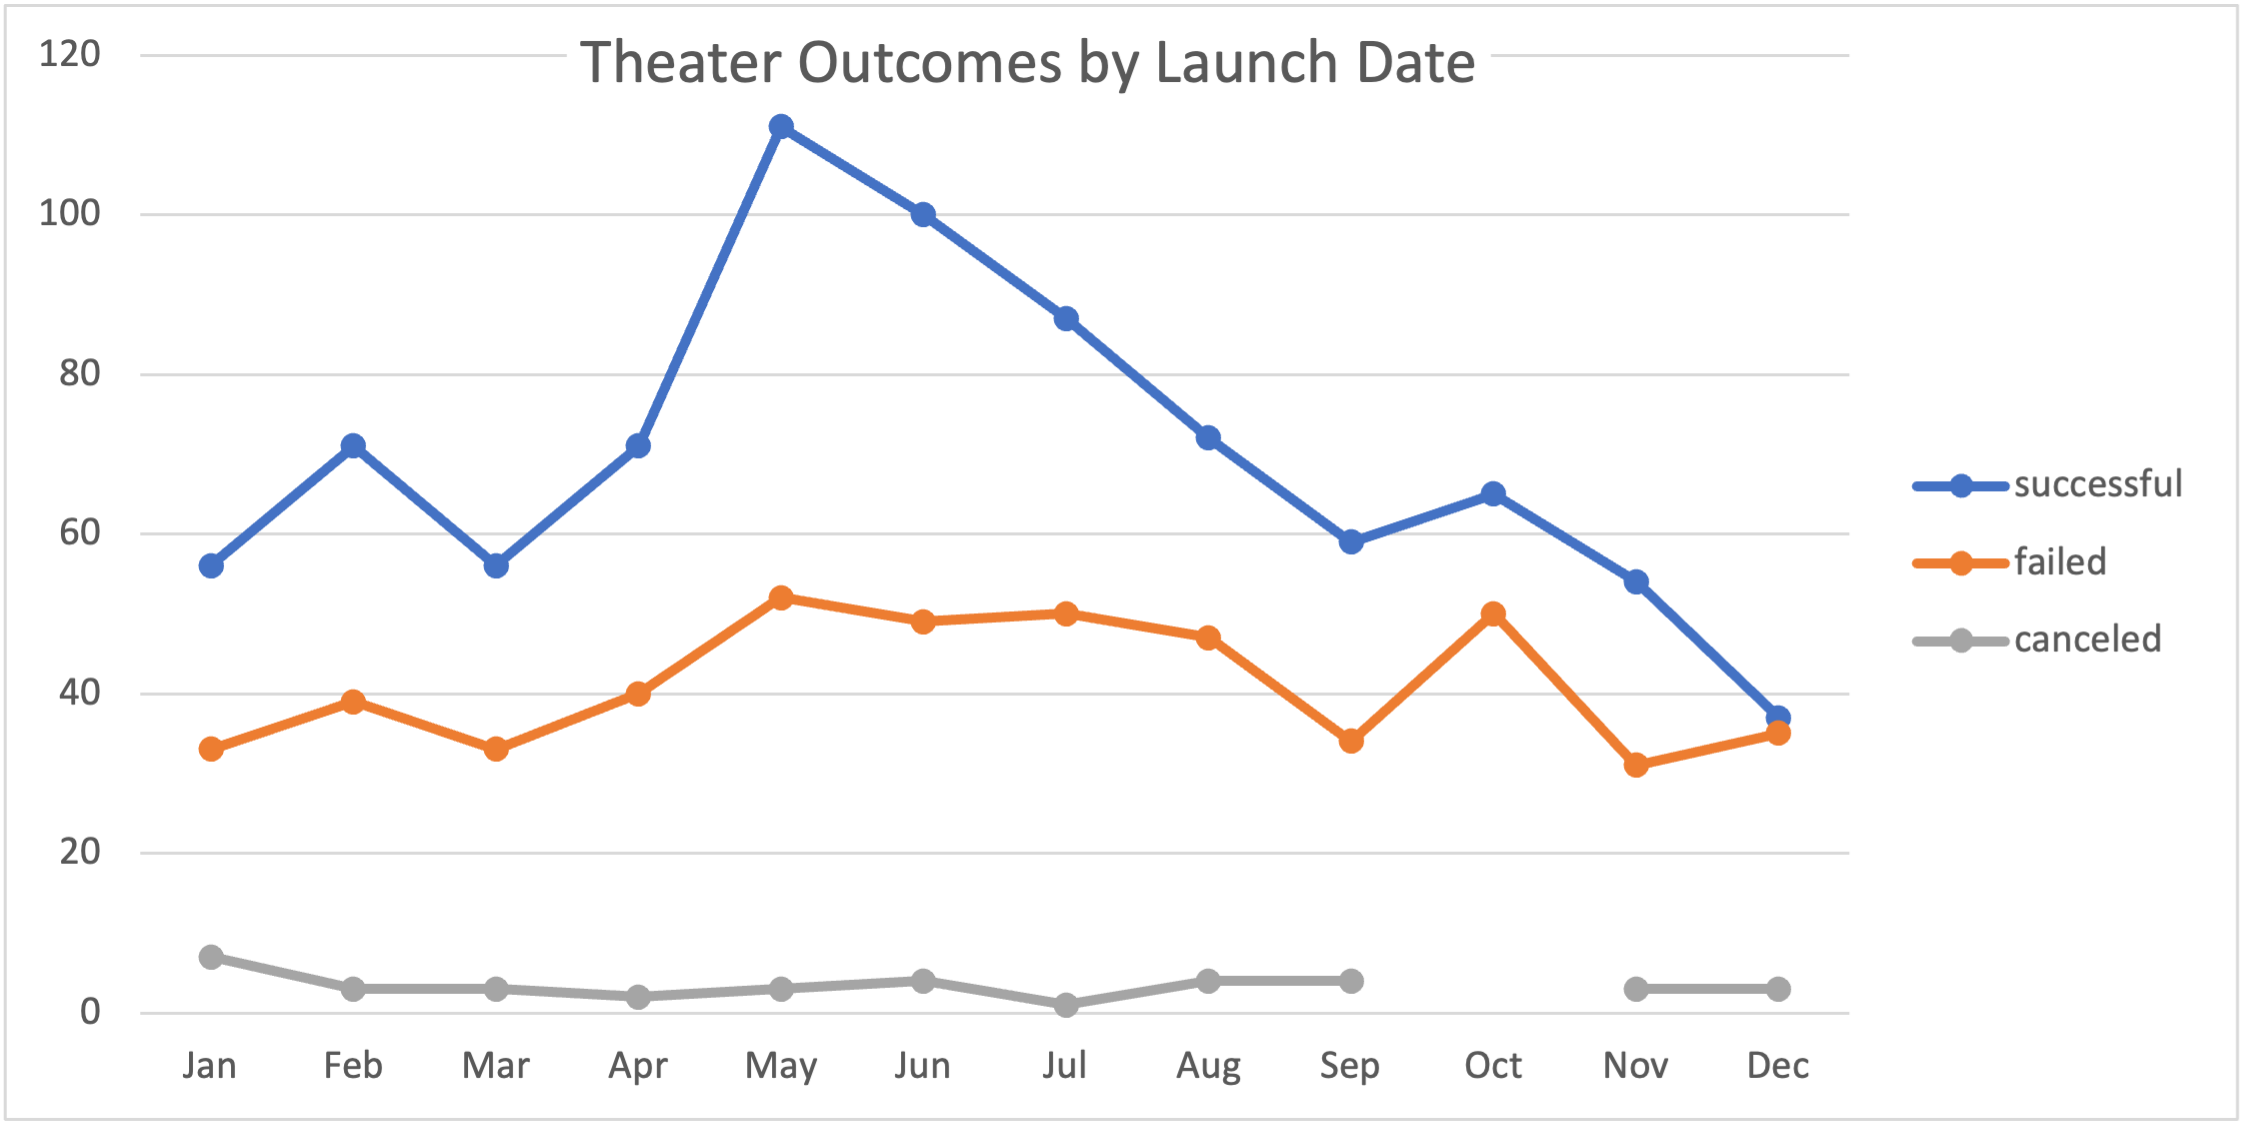 Theater Outcomes by Launch Date
120
100
80
60
40
20
0
Jan Feb Mar Apr May Jun Jul Aug Sep Oct Nov Dec
successful
failed
canceled